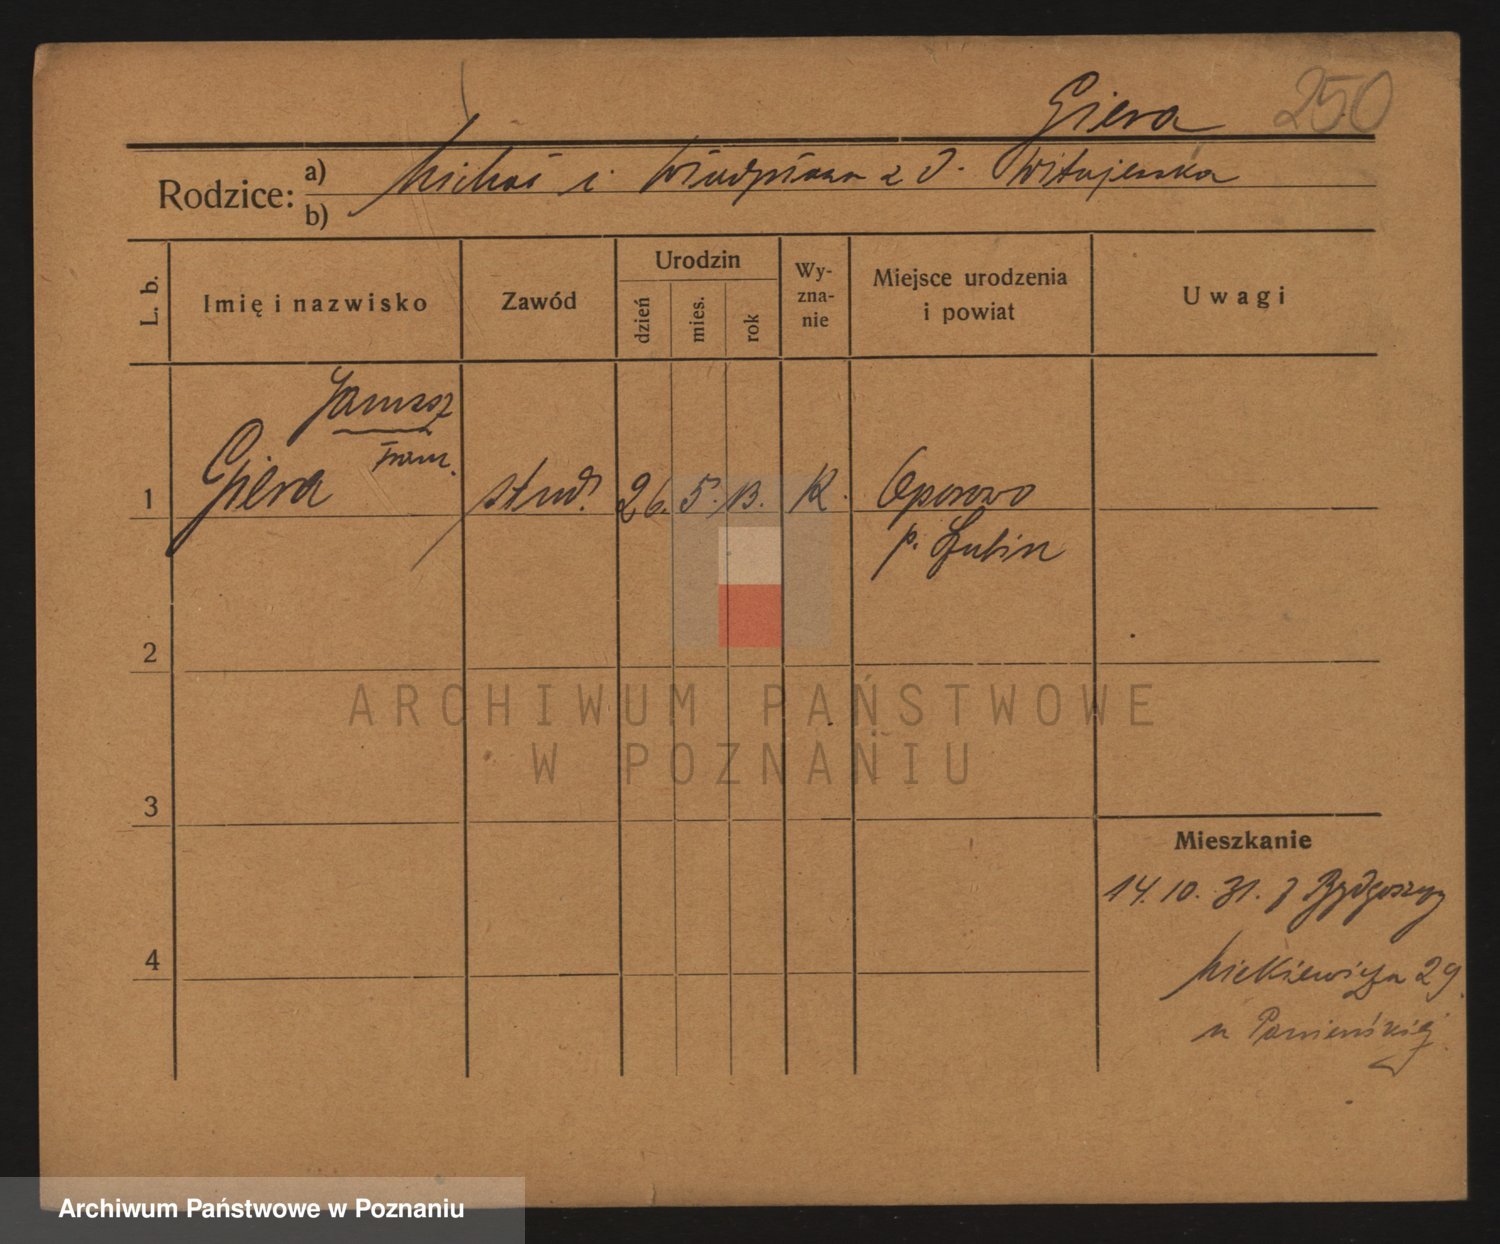 Giera 250
Rodzice: a) Michał i Władysława z d. Witajewska
b)
L. b.
Imię i nazwisko
Zawód
Urodzin
dzień
mies.
rok
Wy-
zna-
nie
Miejsce urodzenia
i powiat
Uwagi
Janusz
Fran.
1 Giera stud. 26. 5. 13. R. Oporowo
p. Szubin
2
ARCHIWUM PAŃSTWOWE
W POZNANIU
3
Mieszkanie
14. 10. 31. z Bydgoszczy
4 Mickiewicza 29.
u Panieńskiej
Archiwum Państwowe w Poznaniu